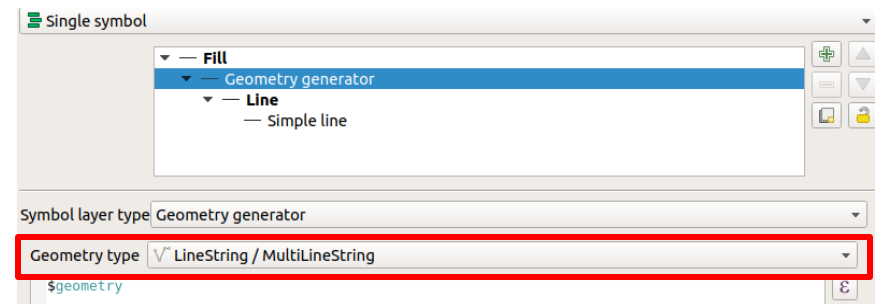 Single symbol
Fill
Geometry generator
Line
Simple line
Symbol layer type Geometry generator
Geometry type LineString / MultiLineString
$geometry
ε